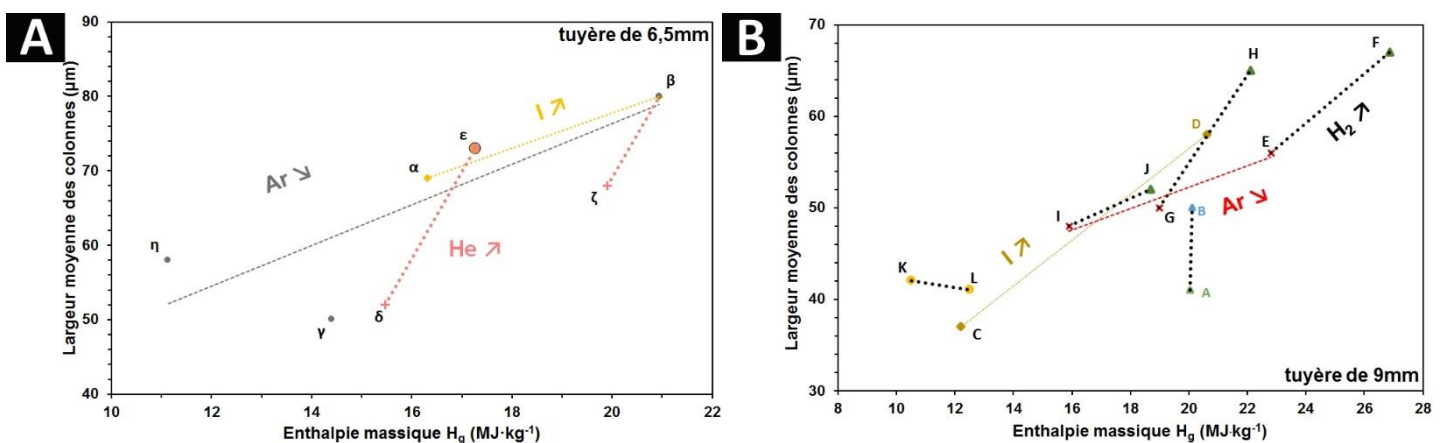 A
tuyère de 6,5mm
Largeur moyenne des colonnes (µm)
90
80
70
60
50
40
β
I ↗
ε
α
ζ
Ar ↘
η
He ↗
γ
δ
10 12 14 16 18 20 22
Enthalpie massique Hg (MJ·kg-1)
B
Largeur moyenne des colonnes (µm)
70
60
50
40
30
F
H
H2 ↗
D
E
J
I
G
B
Ar ↘
I ↗
K
L
A
C
tuyère de 9mm
8 10 12 14 16 18 20 22 24 26 28
Enthalpie massique Hg (MJ.kg-1)